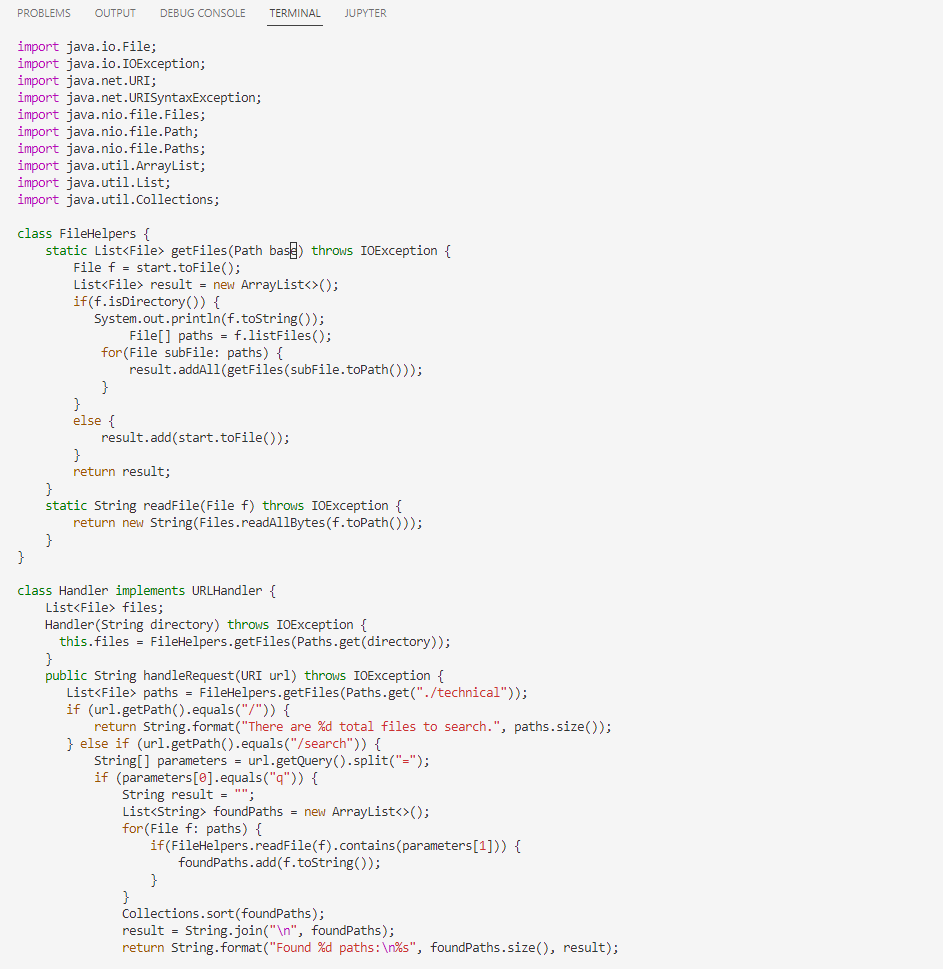 PROBLEMS OUTPUT DEBUG CONSOLE TERMINAL JUPYTER
import java.io.File;
import java.io.IOException;
import java.net.URI;
import java.net.URISyntaxException;
import java.nio.file.Files;
import java.nio.file.Path;
import java.nio.file.Paths;
import java.util.ArrayList;
import java.util.List;
import java.util.Collections;

class FileHelpers {
    static List<File> getFiles(Path base) throws IOException {
        File f = start.toFile();
        List<File> result = new ArrayList<>();
        if(f.isDirectory()) {
           System.out.println(f.toString());
                File[] paths = f.listFiles();
            for(File subFile: paths) {
                result.addAll(getFiles(subFile.toPath()));
            }
        }
        else {
            result.add(start.toFile());
        }
        return result;
    }
    static String readFile(File f) throws IOException {
        return new String(Files.readAllBytes(f.toPath()));
    }
}

class Handler implements URLHandler {
    List<File> files;
    Handler(String directory) throws IOException {
      this.files = FileHelpers.getFiles(Paths.get(directory));
    }
    public String handleRequest(URI url) throws IOException {
       List<File> paths = FileHelpers.getFiles(Paths.get("./technical"));
       if (url.getPath().equals("/")) {
           return String.format("There are %d total files to search.", paths.size());
       } else if (url.getPath().equals("/search")) {
           String[] parameters = url.getQuery().split("=");
           if (parameters[0].equals("q")) {
               String result = "";
               List<String> foundPaths = new ArrayList<>();
               for(File f: paths) {
                   if(FileHelpers.readFile(f).contains(parameters[1])) {
                       foundPaths.add(f.toString());
                   }
               }
               Collections.sort(foundPaths);
               result = String.join("\n", foundPaths);
               return String.format("Found %d paths:\n%s", foundPaths.size(), result);